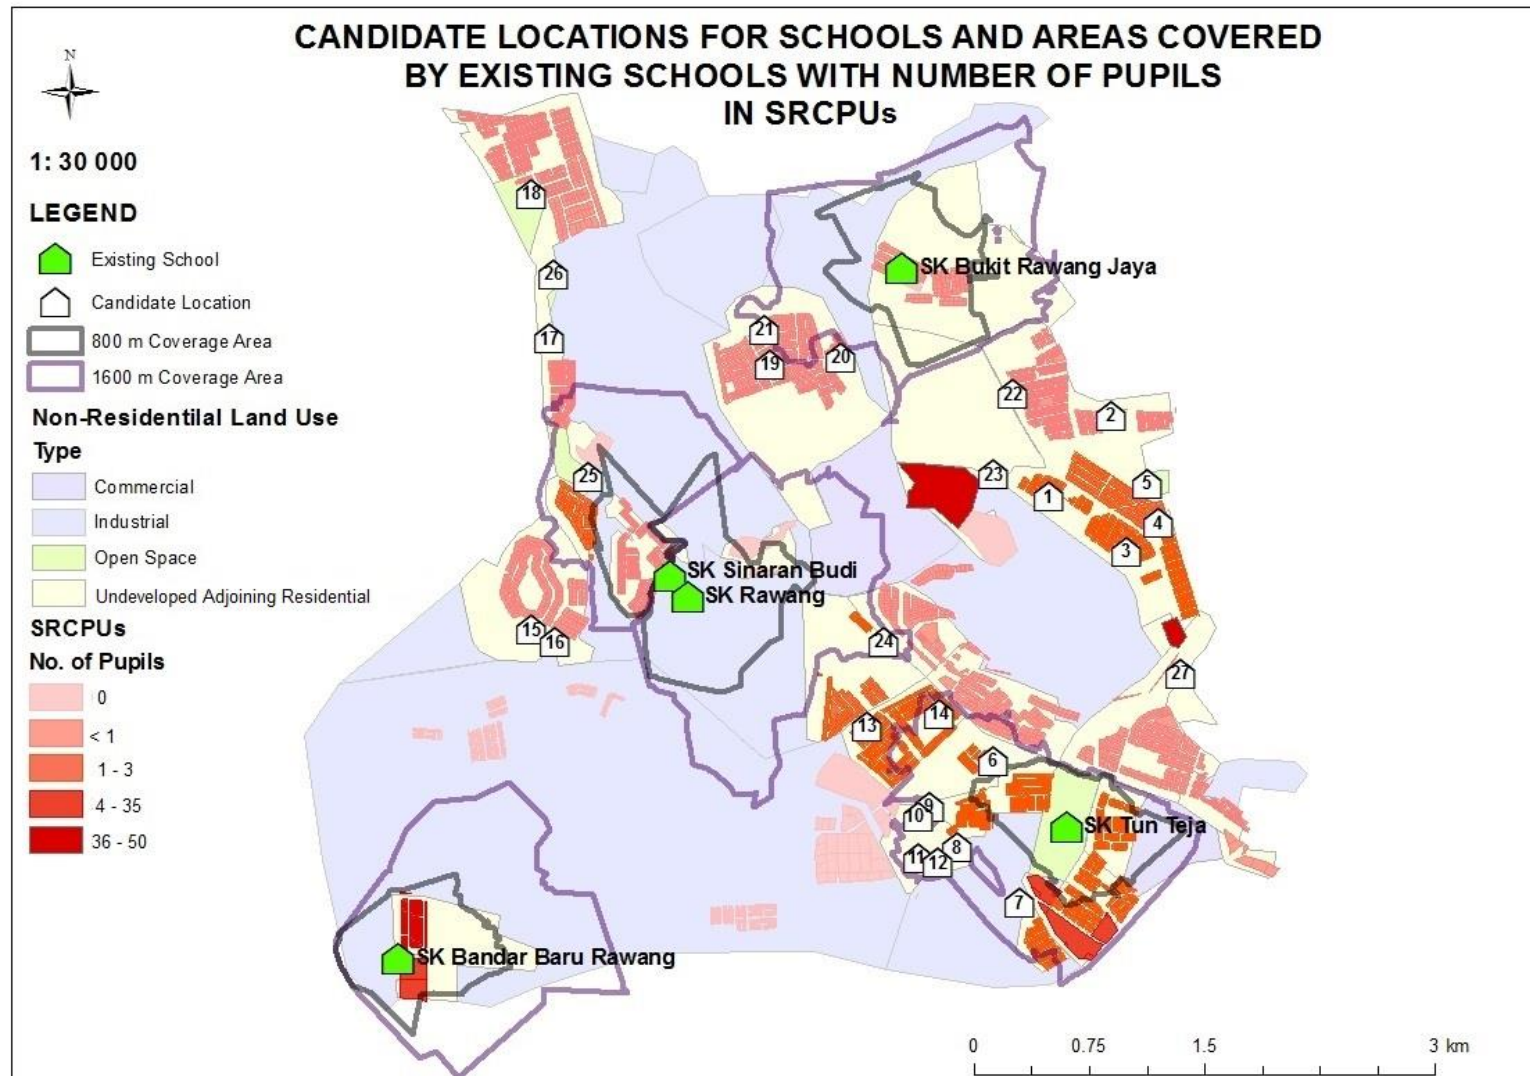 CANDIDATE LOCATIONS FOR SCHOOLS AND AREAS COVERED
BY EXISTING SCHOOLS WITH NUMBER OF PUPILS
IN SRCPUs
N
1: 30 000
LEGEND
Existing School
Candidate Location
800 m Coverage Area
1600 m Coverage Area
Non-Residentilal Land Use
Type
Commercial
Industrial
Open Space
Undeveloped Adjoining Residential
SRCPUs
No. of Pupils
0
< 1
1 - 3
4 - 35
36 - 50
18
26
17
SK Bukit Rawang Jaya
21
19
20
22
2
25
23
1
5
4
3
SK Sinaran Budi
SK Rawang
15
16
24
27
13
14
6
9
10
SK Tun Teja
8
11
12
7
SK Bandar Baru Rawang
0 0.75 1.5 3 km